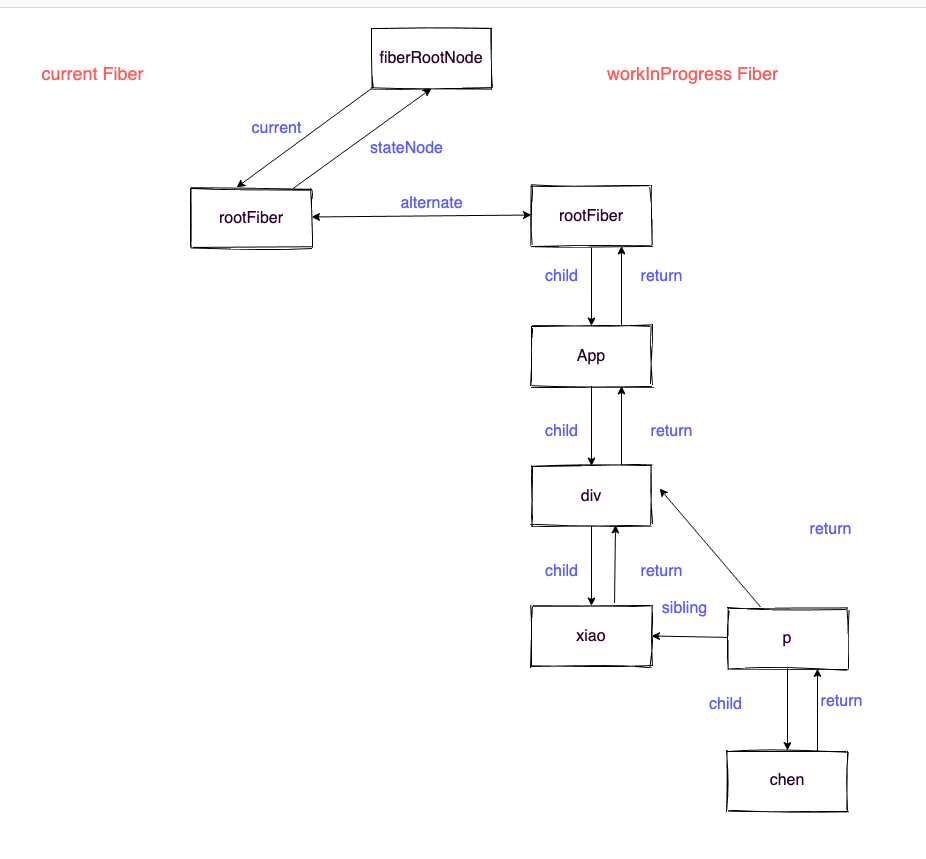 fiberRootNode
current Fiber
workInProgress Fiber
current
stateNode
alternate
rootFiber
rootFiber
child
return
App
child
return
div
return
child
return
sibling
xiao
p
child
return
chen